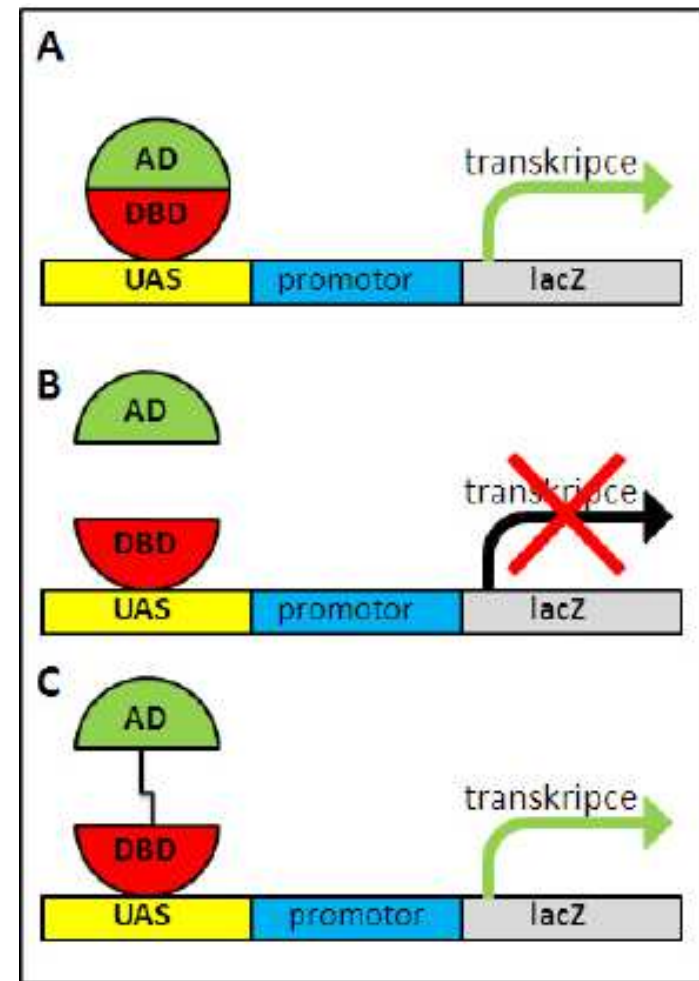 A
AD
transkripce
DBD
UAS promotor lacZ
B
AD
transkripce
DBD
UAS promotor lacZ
C
AD
transkripce
DBD
UAS promotor lacZ